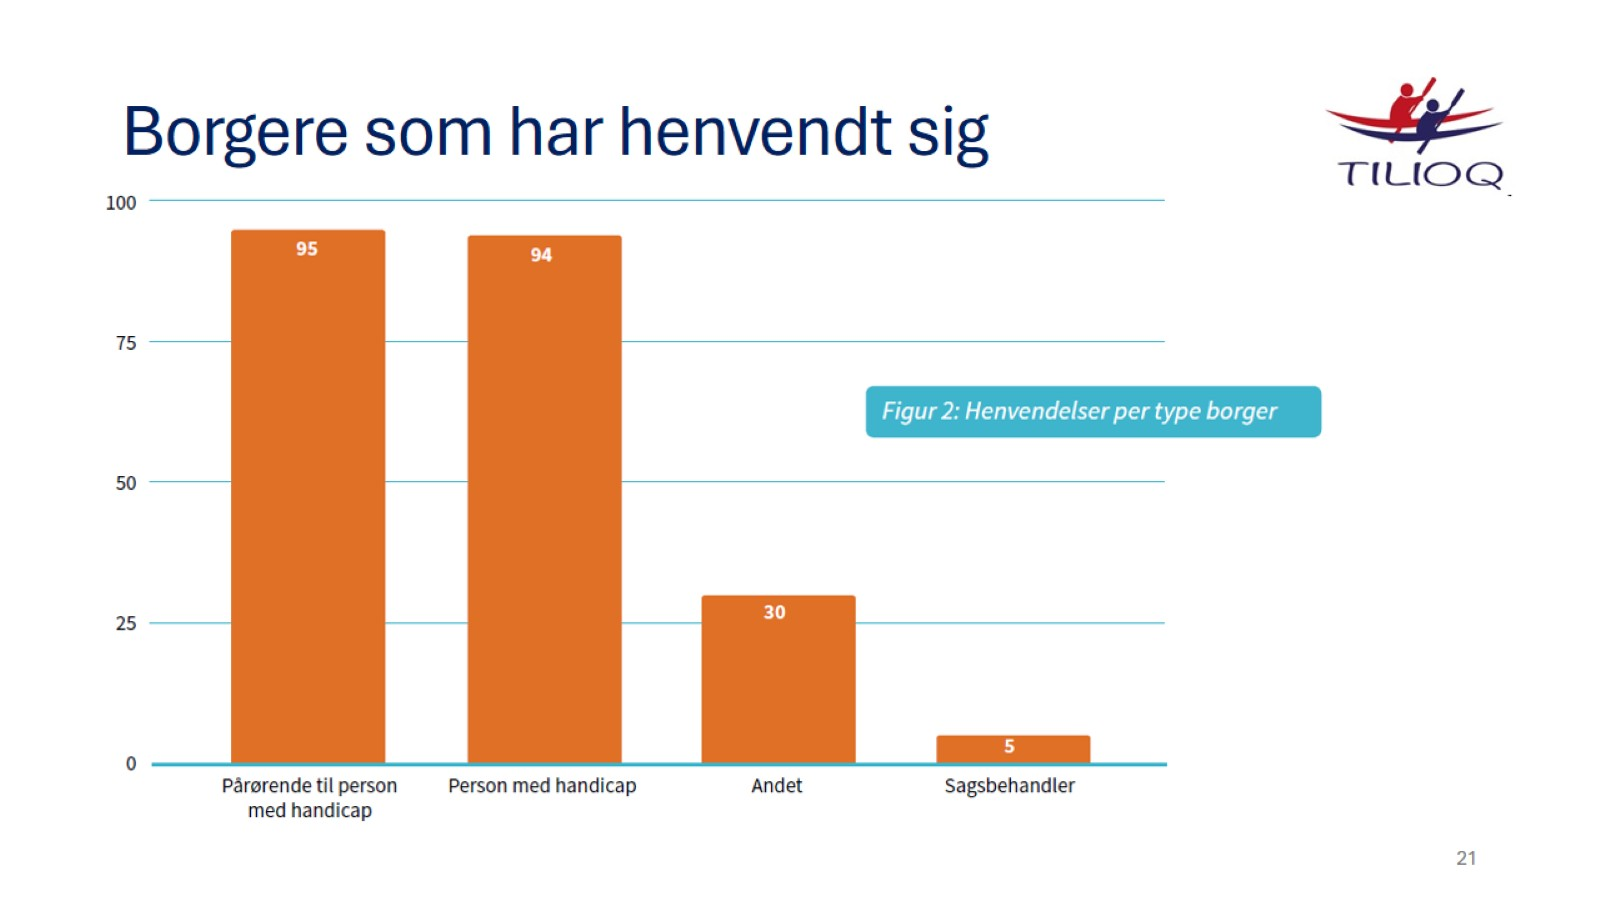 Borgere som har henvendt sig
TILIOQ
100
95
94
75
Figur 2: Henvendelser per type borger
50
30
25
5
0
Pårørende til person
med handicap
Person med handicap
Andet
Sagsbehandler
21